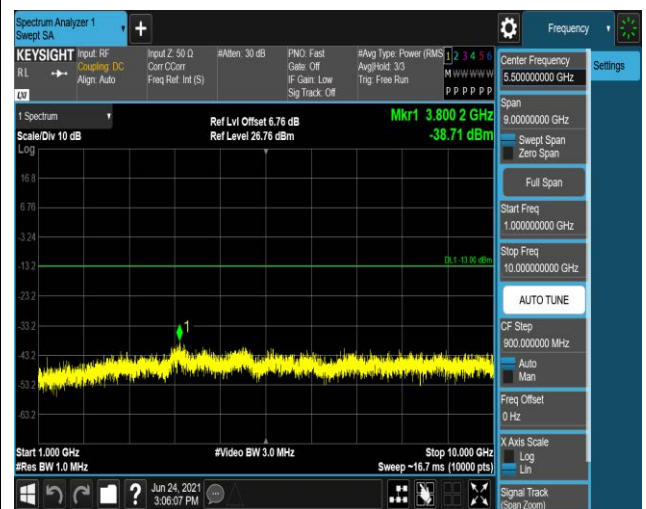 Spectrum Analyzer 1
Swept SA
Frequency
KEYSIGHT
RL
LXI
Input: RF
Coupling: DC
Align: Auto
Input Z: 50 Ω
Corr CCorr
Freq Ref: Int (S)
#Atten: 30 dB
PNO: Fast
Gate: Off
IF Gain: Low
Sig Track: Off
#Avg Type: Power (RMS
Avg|Hold: 3/3
Trig: Free Run
1 2 3 4 5 6
M W W W W W
P P P P P P
Center Frequency
5.500000000 GHz
Settings
Span
9.00000000 GHz
Swept Span
Zero Span
Full Span
Start Freq
1.000000000 GHz
Stop Freq
10.000000000 GHz
AUTO TUNE
CF Step
900.000000 MHz
Auto
Man
Freq Offset
0 Hz
X Axis Scale
Log
Lin
Signal Track
(Span Zoom)
1 Spectrum
Scale/Div 10 dB
Log
Ref Lvl Offset 6.76 dB
Ref Level 26.76 dBm
Mkr1 3.800 2 GHz
-38.71 dBm
16.8
6.76
-3.24
-13.2
DL1 -13.00 dBm
-23.2
-33.2
1
-43.2
-53.2
-63.2
Start 1.000 GHz
#Res BW 1.0 MHz
#Video BW 3.0 MHz
Stop 10.000 GHz
Sweep ~16.7 ms (10000 pts)
Jun 24, 2021
3:06:07 PM